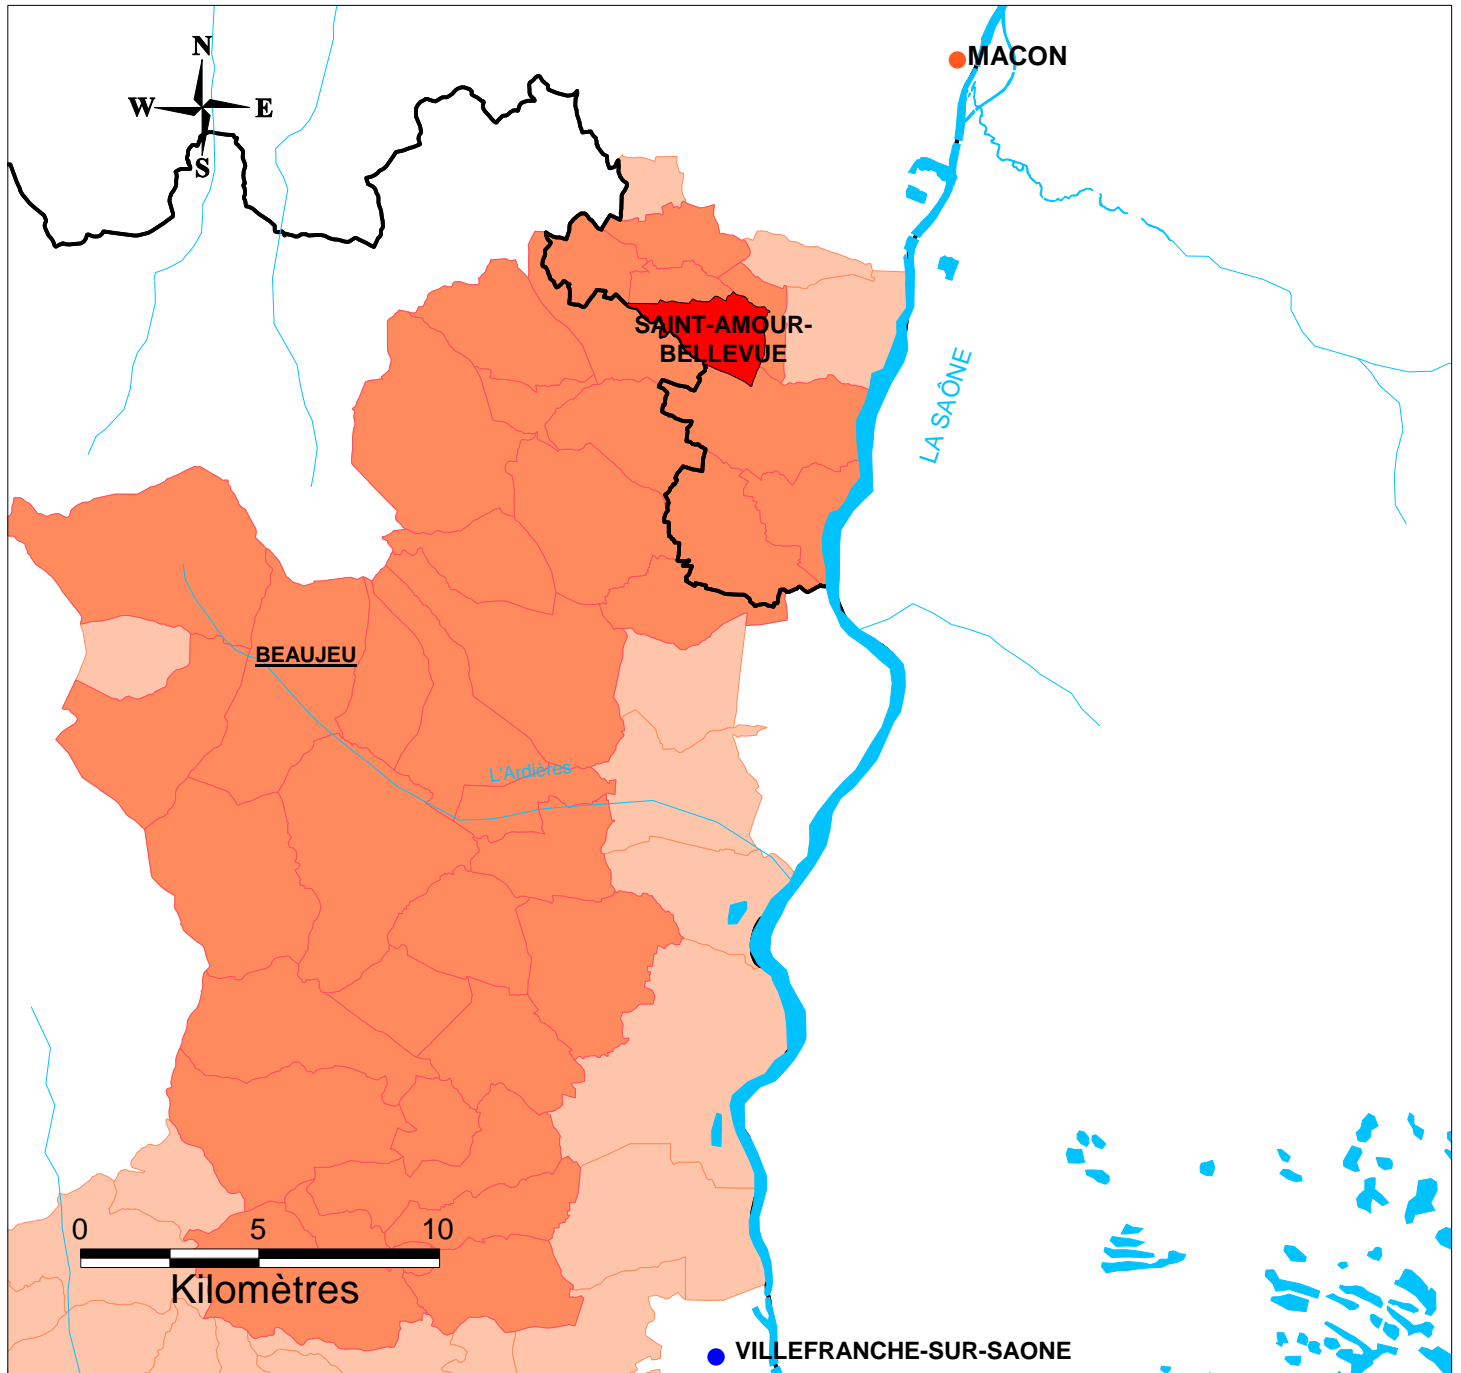 N
W E
S
MACON
SAINT-AMOUR-
BELLEVUE
LA SAÔNE
BEAUJEU
L'Ardières
0 5 10
Kilomètres
VILLEFRANCHE-SUR-SAONE